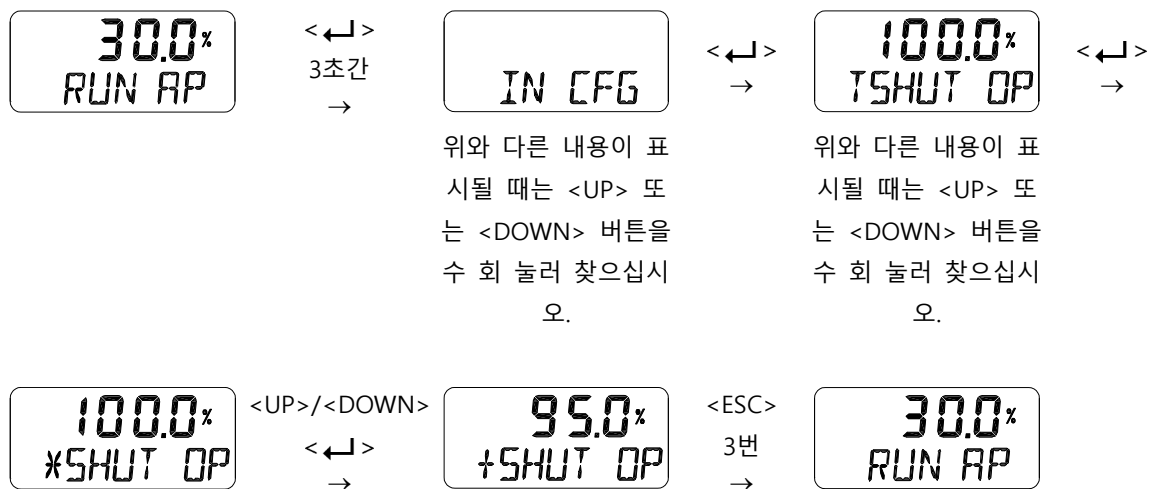 30.0%
RUN AP
<↵>
3초간
→
IN CFG
위와 다른 내용이 표
시될 때는 <UP> 또
는 <DOWN> 버튼을
수 회 눌러 찾으십시
오.
<↵>
→
100.0%
TSHUT OP
위와 다른 내용이 표
시될 때는 <UP> 또
는 <DOWN> 버튼을
수 회 눌러 찾으십시
오.
<↵>
→
100.0%
*SHUT OP
<UP>/<DOWN>
<↵>
→
95.0%
+SHUT OP
<ESC>
3번
→
30.0%
RUN AP